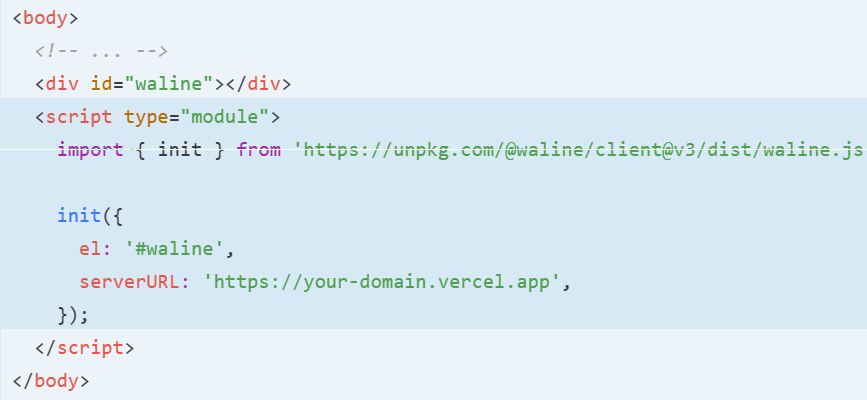 <body>
<!-- ... -->
<div id="waline"></div>
<script type="module">
import { init } from 'https://unpkg.com/@waline/client@v3/dist/waline.js
init({
el: '#waline',
serverURL: 'https://your-domain.vercel.app',
});
</script>
</body>